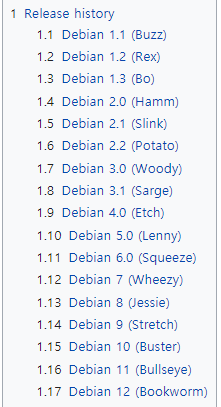 1 Release history
1.1 Debian 1.1 (Buzz)
1.2 Debian 1.2 (Rex)
1.3 Debian 1.3 (Bo)
1.4 Debian 2.0 (Hamm)
1.5 Debian 2.1 (Slink)
1.6 Debian 2.2 (Potato)
1.7 Debian 3.0 (Woody)
1.8 Debian 3.1 (Sarge)
1.9 Debian 4.0 (Etch)
1.10 Debian 5.0 (Lenny)
1.11 Debian 6.0 (Squeeze)
1.12 Debian 7 (Wheezy)
1.13 Debian 8 (Jessie)
1.14 Debian 9 (Stretch)
1.15 Debian 10 (Buster)
1.16 Debian 11 (Bullseye)
1.17 Debian 12 (Bookworm)